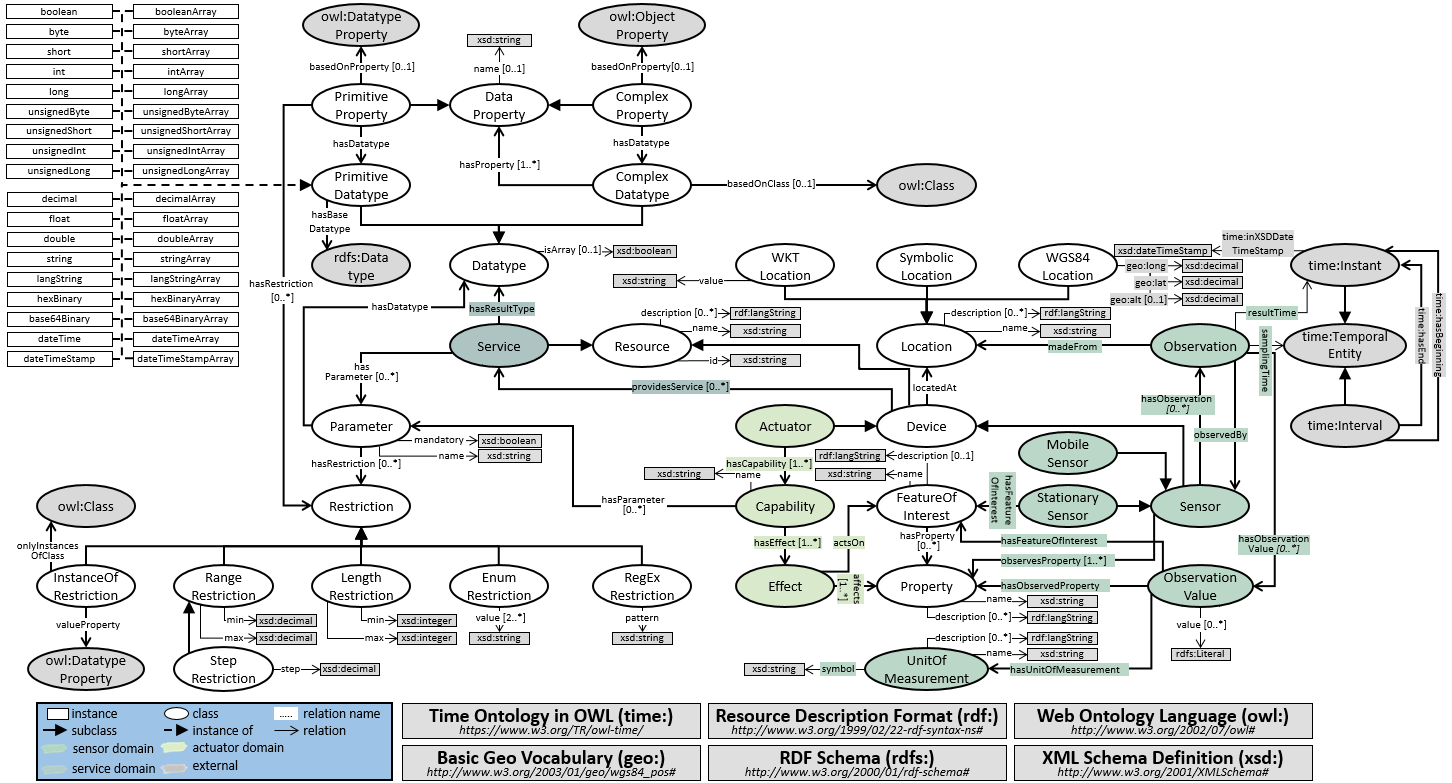 boolean
booleanArray
byte
byteArray
short
shortArray
int
intArray
long
longArray
unsignedByte
unsignedByteArray
unsignedShort
unsignedShortArray
unsignedInt
unsignedIntArray
unsignedLong
unsignedLongArray
decimal
decimalArray
float
floatArray
double
doubleArray
string
stringArray
langString
langStringArray
hexBinary
hexBinaryArray
base64Binary
base64BinaryArray
dateTime
dateTimeArray
dateTimeStamp
dateTimeStampArray
owl:Datatype
Property
owl:Object
Property
xsd:string
basedOnProperty [0..1]
name [0..1]
basedOnProperty[0..1]
Primitive
Property
Data
Property
Complex
Property
hasDatatype
hasDatatype
hasProperty [1..*]
Primitive
Datatype
Complex
Datatype
basedOnClass [0..1]
owl:Class
hasBase
Datatype
rdfs:Data
type
Datatype
isArray [0..1]
xsd:boolean
hasRestriction
[0..*]
hasDatatype
hasResultType
xsd:string
value
WKT
Location
Symbolic
Location
WGS84
Location
xsd:dateTimeStamp
time:inXSDDate
TimeStamp
geo:long
xsd:decimal
geo:lat
xsd:decimal
geo:alt [0..1]
xsd:decimal
time:Instant
resultTime
description [0..*]
rdf:langString
name
xsd:string
id
xsd:string
description [0..*]
rdf:langString
name
xsd:string
Service
Resource
Location
madeFrom
Observation
samplingTime
time:Temporal
Entity
time:hasEnd
time:hasBeginning
has
Parameter [0..*]
providesService [0..*]
locatedAt
hasObservation
[0..*]
observedBy
time:Interval
Parameter
mandatory
xsd:boolean
name
xsd:string
hasRestriction [0..*]
Actuator
Device
Mobile
Sensor
hasCapability [1..*]
rdf:langString
description [0..1]
xsd:string
name
xsd:string
name
owl:Class
Restriction
hasParameter
[0..*]
Capability
FeatureOf
Interest
hasFeature
OfInterest
Stationary
Sensor
Sensor
onlyInstances
OfClass
hasEffect [1..*]
actsOn
hasProperty
[0..*]
hasFeatureOfInterest
observesProperty [1..*]
hasObservation
Value [0..*]
InstanceOf
Restriction
Range
Restriction
Length
Restriction
Enum
Restriction
RegEx
Restriction
Effect
affects
[1..*]
Property
hasObservedProperty
Observation
Value
valueProperty
min
xsd:decimal
max
xsd:decimal
min
xsd:integer
max
xsd:integer
value [2..*]
xsd:string
pattern
xsd:string
name
xsd:string
description [0..*]
rdf:langString
value [0..*]
rdfs:Literal
owl:Datatype
Property
Step
Restriction
step
xsd:decimal
description [0..*]
rdf:langString
name
xsd:string
xsd:string
symbol
UnitOf
Measurement
hasUnitOfMeasurement
instance
class
.....
relation name
subclass
instance of
relation
sensor domain
actuator domain
service domain
external
Time Ontology in OWL (time:)
https://www.w3.org/TR/owl-time/
Resource Description Format (rdf:)
http://www.w3.org/1999/02/22-rdf-syntax-ns#
Web Ontology Language (owl:)
http://www.w3.org/2002/07/owl#
Basic Geo Vocabulary (geo:)
http://www.w3.org/2003/01/geo/wgs84_pos#
RDF Schema (rdfs:)
http://www.w3.org/2000/01/rdf-schema#
XML Schema Definition (xsd:)
http://www.w3.org/2001/XMLSchema#